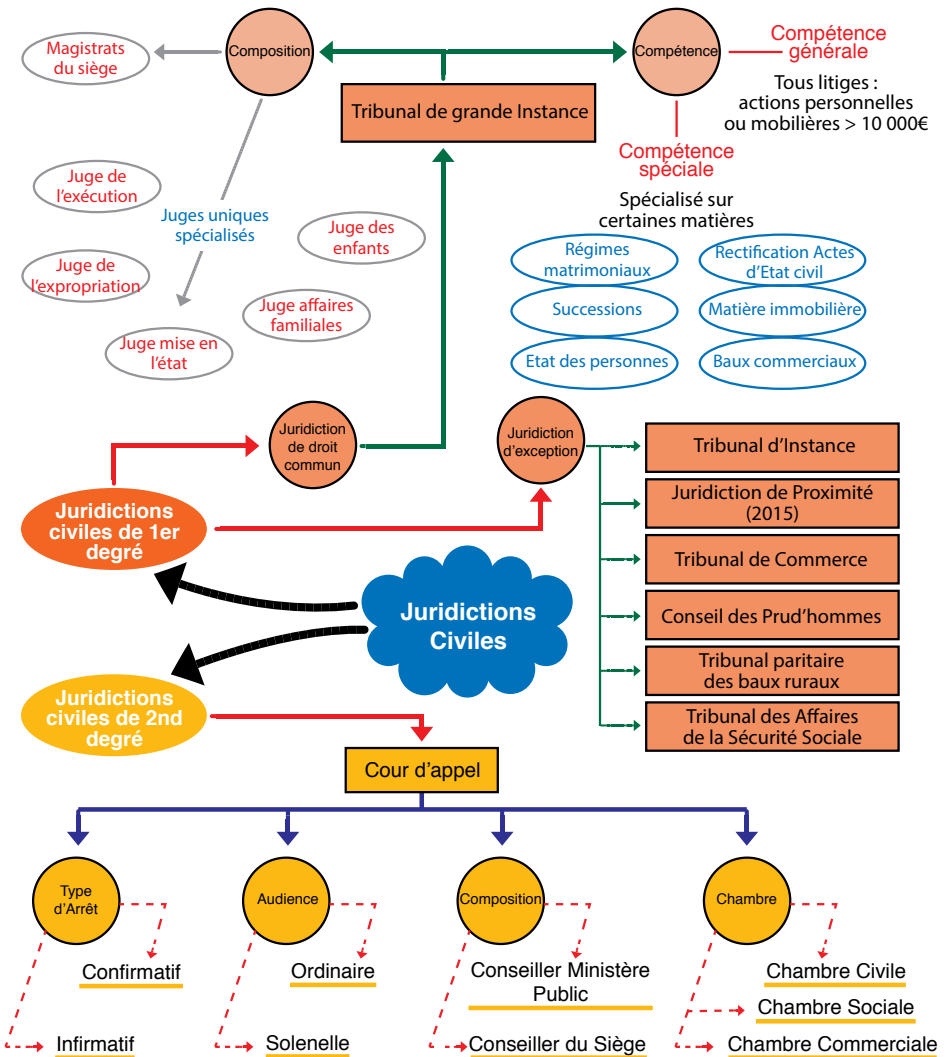 Magistrats
du siège
Composition
Compétence
Compétence
générale
Tous litiges :
actions personnelles
ou mobilières > 10 000€
Tribunal de grande Instance
Compétence
spéciale
Spécialisé sur
certaines matières
Juge de
l'exécution
Juges uniques
spécialisés
Juge des
enfants
Juge de
l'expropriation
Juge affaires
familiales
Juge mise en
l'état
Régimes
matrimoniaux
Rectification Actes
d'Etat civil
Successions
Matière immobilière
Etat des personnes
Baux commerciaux
Juridiction
de droit
commun
Juridiction
d'exception
Tribunal d'Instance
Juridiction de Proximité
(2015)
Tribunal de Commerce
Conseil des Prud'hommes
Tribunal paritaire
des baux ruraux
Tribunal des Affaires
de la Sécurité Sociale
Juridictions
civiles de 1er
degré
Juridictions
Civiles
Juridictions
civiles de 2nd
degré
Cour d'appel
Type
d'Arrêt
Audience
Composition
Chambre
Confirmatif
Ordinaire
Conseiller Ministère
Public
Chambre Civile
Chambre Sociale
Infirmatif
Solenelle
Conseiller du Siège
Chambre Commerciale